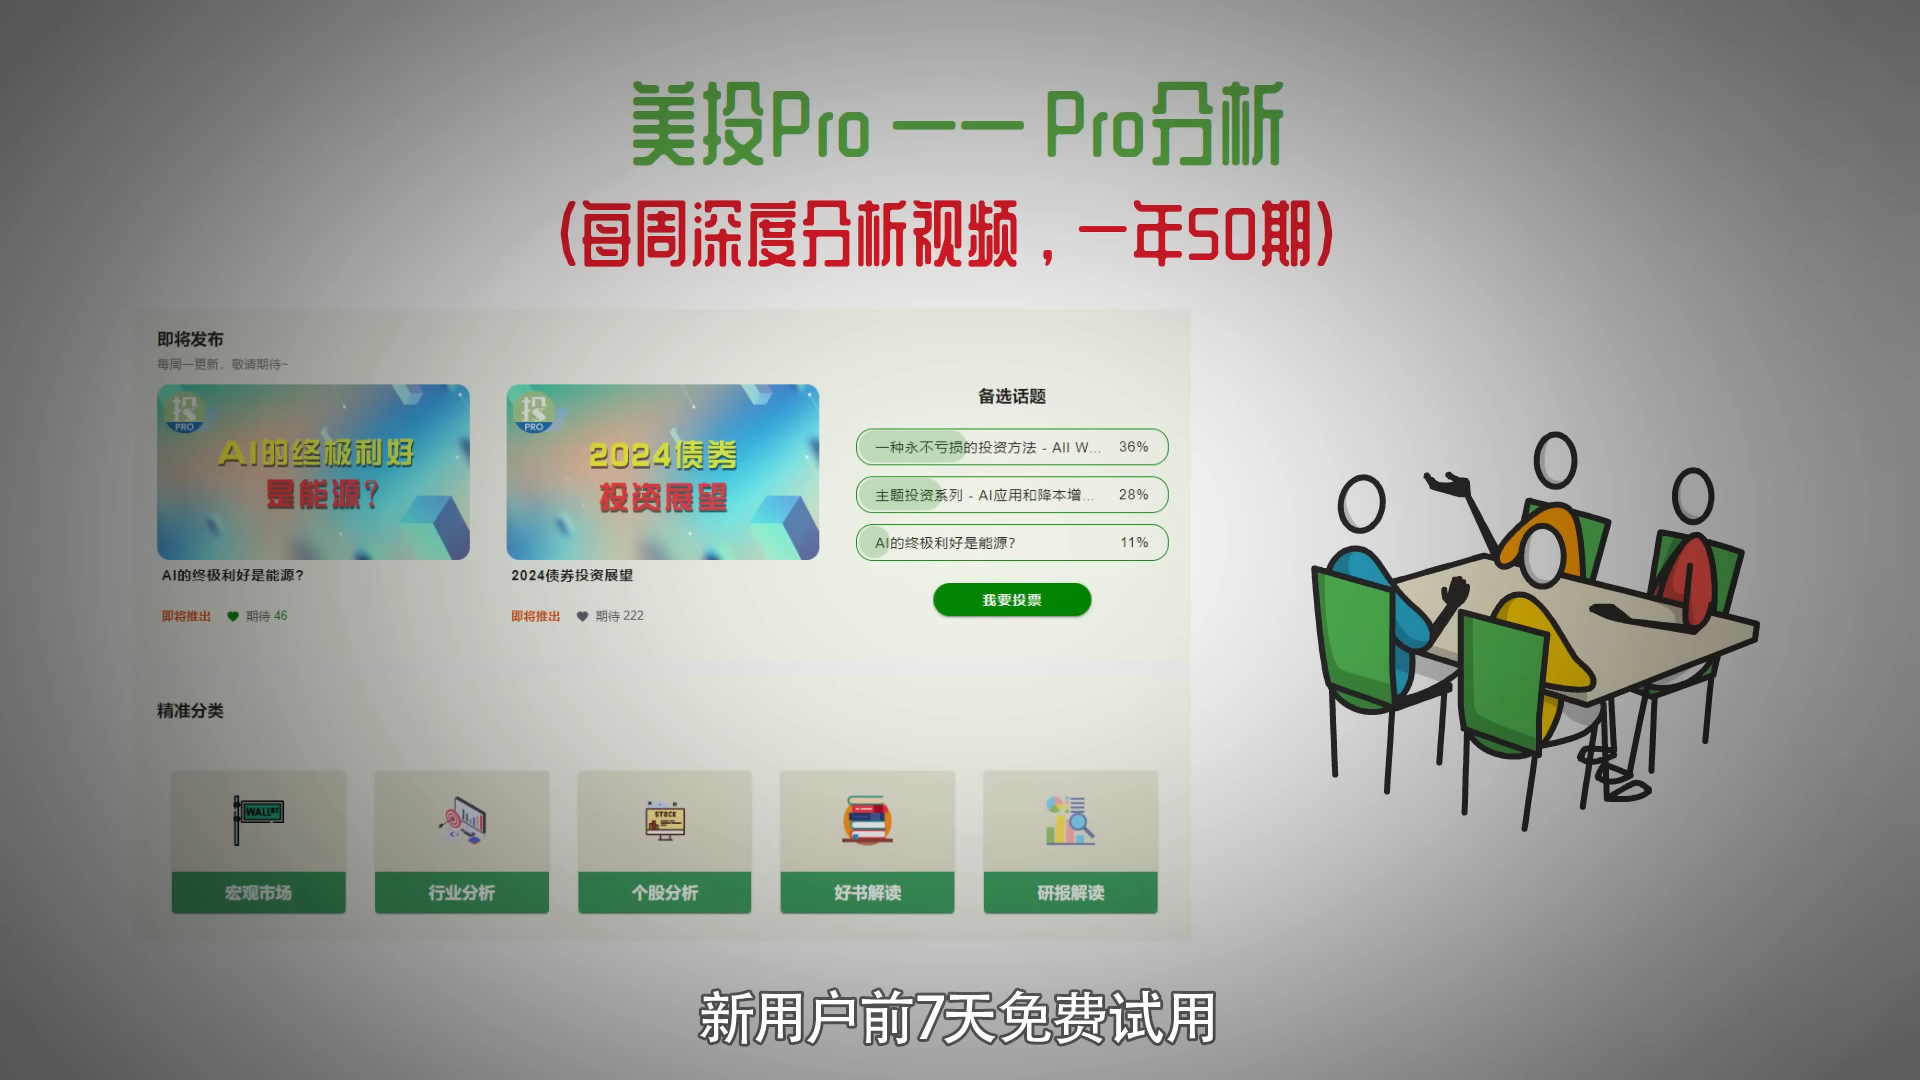 美投Pro —— Pro分析
(每周深度分析视频，一年50期)
即将发布
每周一更新，敬请期待~
投
PRO
AI的终极利好
是能源?
AI的终极利好是能源?
即将推出 期待 46
投
PRO
2024债券
投资展望
2024债券投资展望
即将推出 期待 222
备选话题
一种永不亏损的投资方法 - All W... 36%
主题投资系列 - AI应用和降本增... 28%
AI的终极利好是能源? 11%
我要投票
精准分类
WALL ST
宏观市场
行业分析
STOCK
个股分析
好书解读
研报解读
新用户前7天免费试用